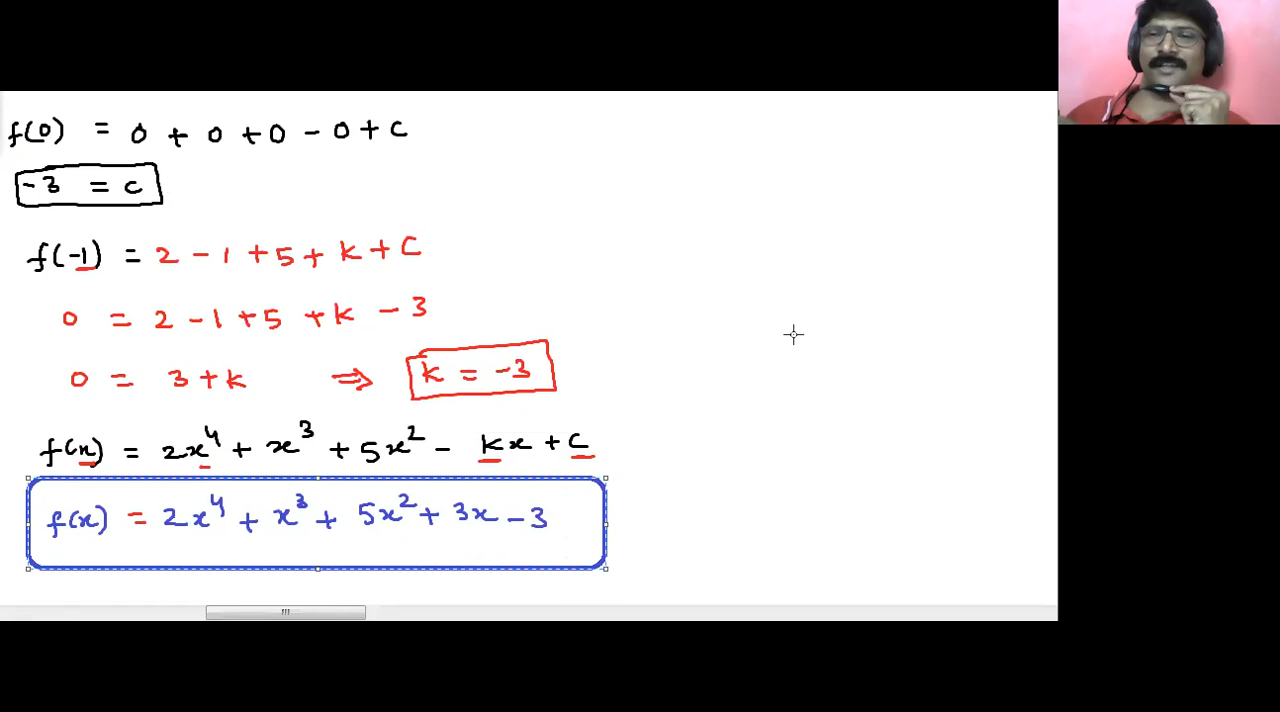 f(0) = 0 + 0 + 0 - 0 + c
-3 = c
f(-1) = 2 - 1 + 5 + k + c
0 = 2 - 1 + 5 + k - 3
0 = 3 + k ⇒ k = -3
f(x) = 2x⁴ + x³ + 5x² - kx + c
f(x) = 2x⁴ + x³ + 5x² + 3x - 3